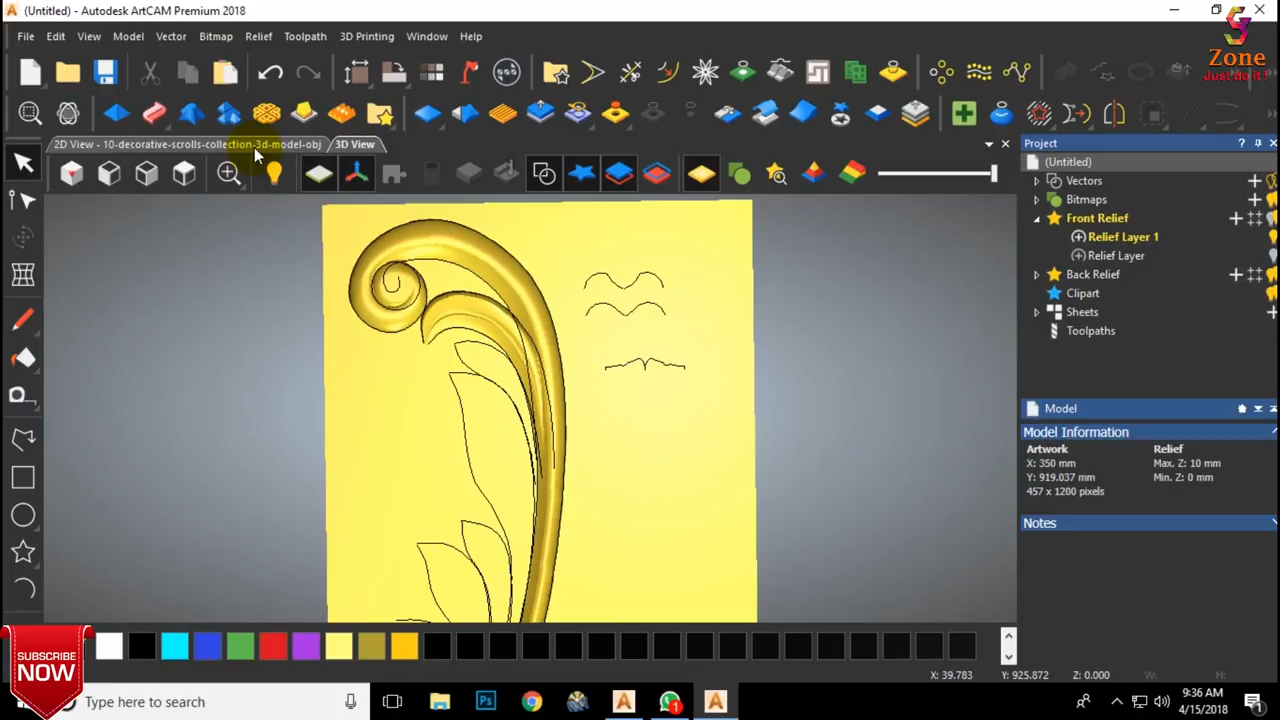 (Untitled) - Autodesk ArtCAM Premium 2018
File Edit View Model Vector Bitmap Relief Toolpath 3D Printing Window Help
Zone
Just do it !
2D View - 10-decorative-scrolls-collection-3d-model-obj 3D View
Project
(Untitled)
Vectors
Bitmaps
Front Relief
Relief Layer 1
Relief Layer
Back Relief
Clipart
Sheets
Toolpaths
Model
Model Information
Artwork Relief
X: 350 mm Max. Z: 10 mm
Y: 919.037 mm Min. Z: 0 mm
457 x 1200 pixels
Notes
SUBSCRIBE
NOW
X: 39.783 Y: 925.872 Z: 0.000 W: H:
Type here to search
1
9:36 AM
4/15/2018
1